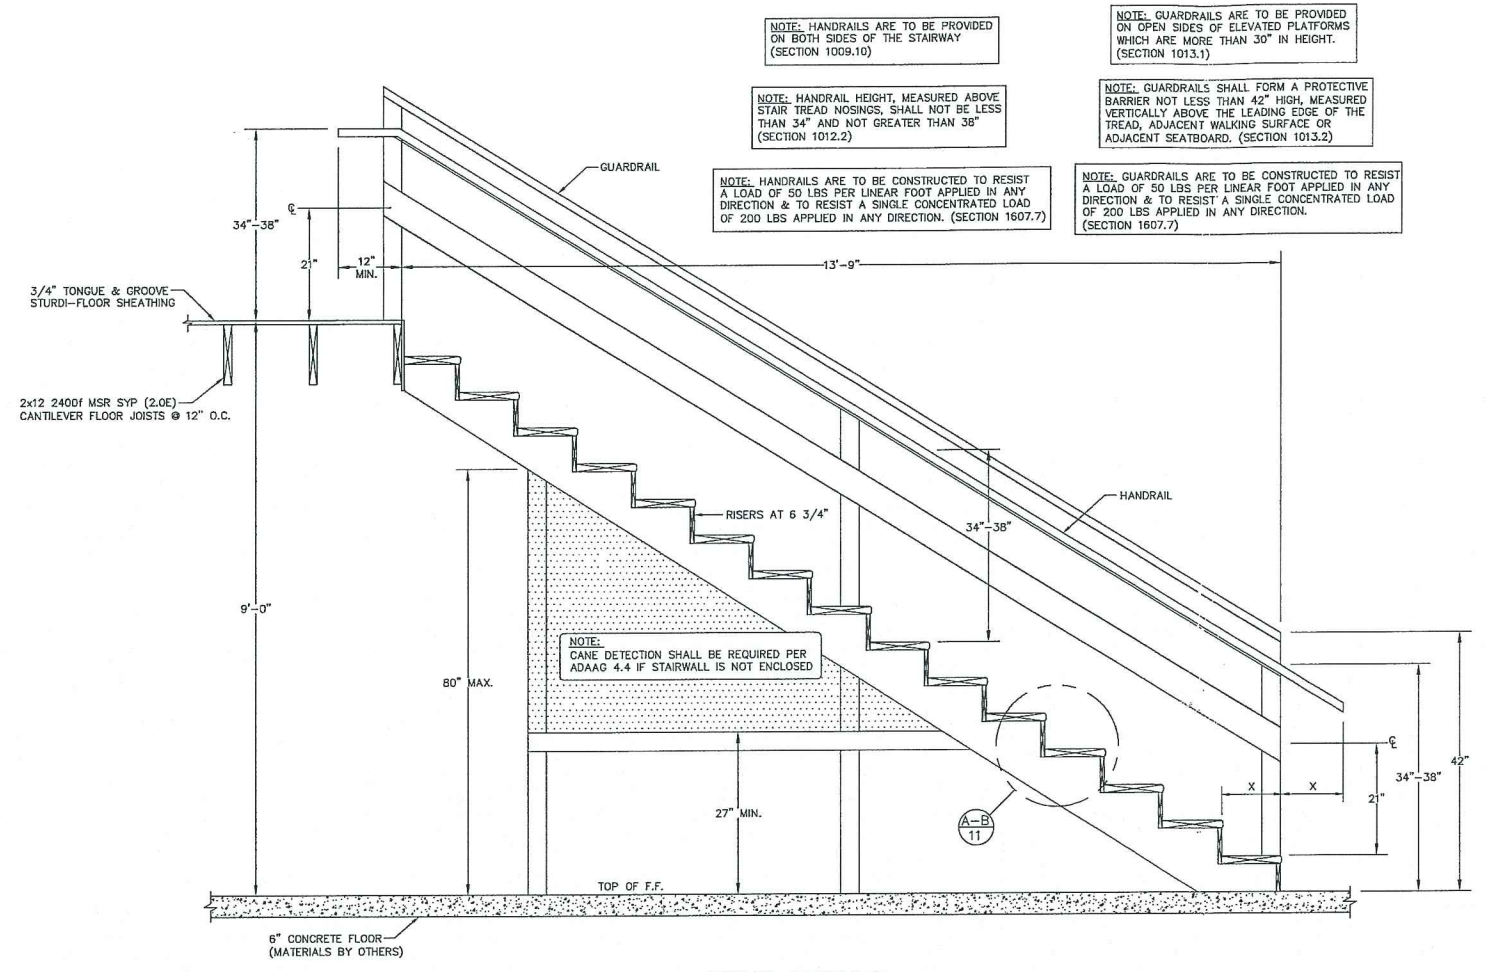 NOTE: HANDRAILS ARE TO BE PROVIDED
ON BOTH SIDES OF THE STAIRWAY
(SECTION 1009.10)
NOTE: GUARDRAILS ARE TO BE PROVIDED
ON OPEN SIDES OF ELEVATED PLATFORMS
WHICH ARE MORE THAN 30" IN HEIGHT.
(SECTION 1013.1)
NOTE: HANDRAIL HEIGHT, MEASURED ABOVE
STAIR TREAD NOSINGS, SHALL NOT BE LESS
THAN 34" AND NOT GREATER THAN 38"
(SECTION 1012.2)
NOTE: GUARDRAILS SHALL FORM A PROTECTIVE
BARRIER NOT LESS THAN 42" HIGH, MEASURED
VERTICALLY ABOVE THE LEADING EDGE OF THE
TREAD, ADJACENT WALKING SURFACE OR
ADJACENT SEATBOARD. (SECTION 1013.2)
NOTE: HANDRAILS ARE TO BE CONSTRUCTED TO RESIST
A LOAD OF 50 LBS PER LINEAR FOOT APPLIED IN ANY
DIRECTION & TO RESIST A SINGLE CONCENTRATED LOAD
OF 200 LBS APPLIED IN ANY DIRECTION. (SECTION 1607.7)
NOTE: GUARDRAILS ARE TO BE CONSTRUCTED TO RESIST
A LOAD OF 50 LBS PER LINEAR FOOT APPLIED IN ANY
DIRECTION & TO RESIST A SINGLE CONCENTRATED LOAD
OF 200 LBS APPLIED IN ANY DIRECTION.
(SECTION 1607.7)
GUARDRAIL
℄
34"-38"
21"
12"
MIN.
13'-9"
3/4" TONGUE & GROOVE
STURDI-FLOOR SHEATHING
2x12 2400f MSR SYP (2.0E)
CANTILEVER FLOOR JOISTS @ 12" O.C.
HANDRAIL
RISERS AT 6 3/4"
34"-38"
9'-0"
NOTE:
CANE DETECTION SHALL BE REQUIRED PER
ADAAG 4.4 IF STAIRWALL IS NOT ENCLOSED
80" MAX.
℄
42"
34"-38"
X
X
21"
27" MIN.
A-B
11
TOP OF F.F.
6" CONCRETE FLOOR
(MATERIALS BY OTHERS)